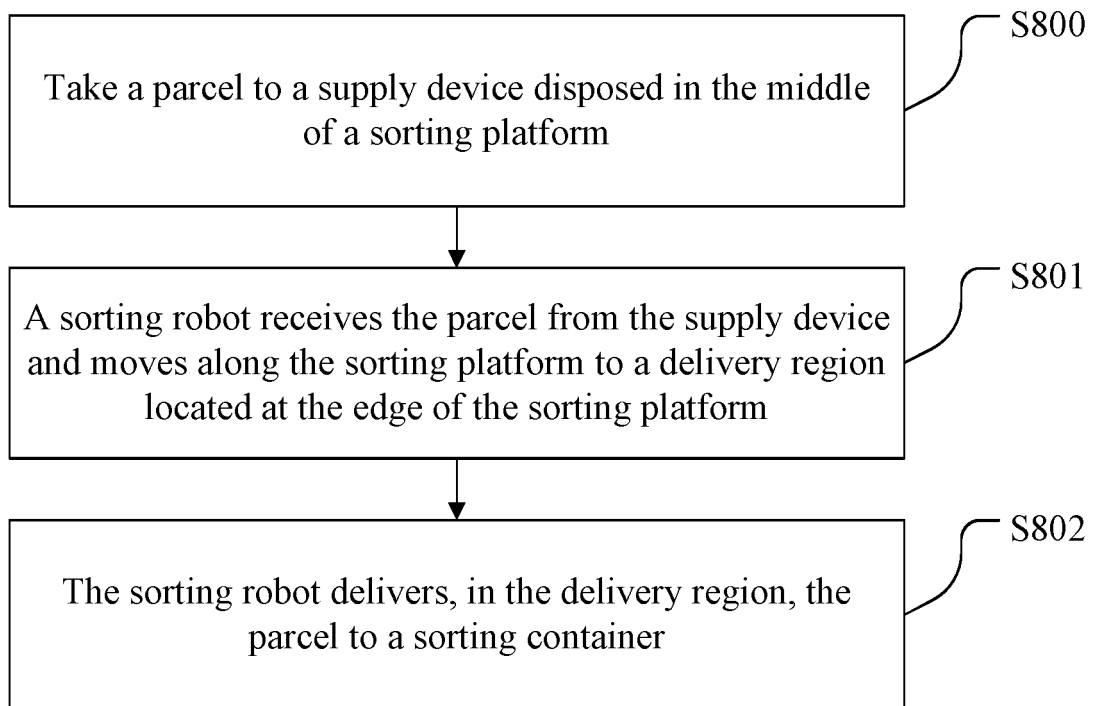 S800
Take a parcel to a supply device disposed in the middle
of a sorting platform
S801
A sorting robot receives the parcel from the supply device
and moves along the sorting platform to a delivery region
located at the edge of the sorting platform
S802
The sorting robot delivers, in the delivery region, the
parcel to a sorting container